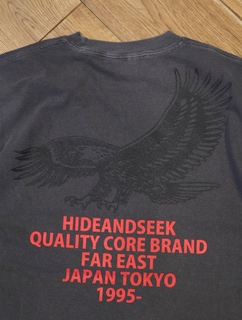 HIDEANDSEEK
QUALITY CORE BRAND
FAR EAST
JAPAN TOKYO
1995-